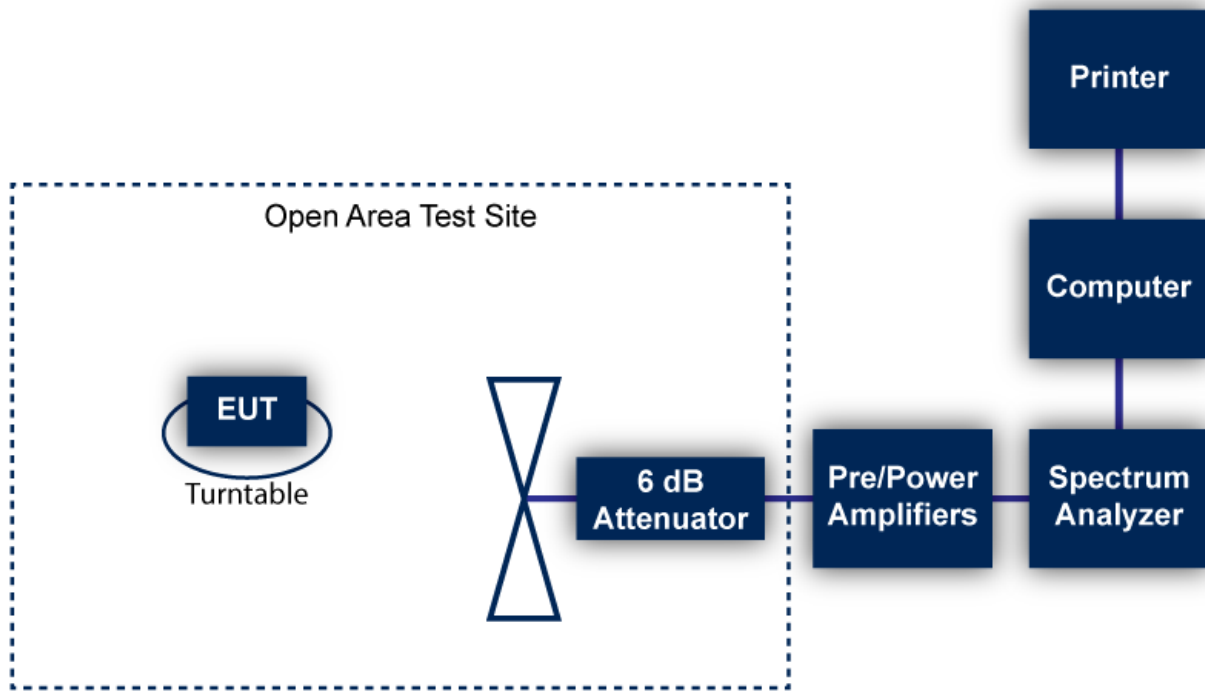 Printer
Open Area Test Site
Computer
EUT
Turntable
6 dB
Attenuator
Pre/Power
Amplifiers
Spectrum
Analyzer